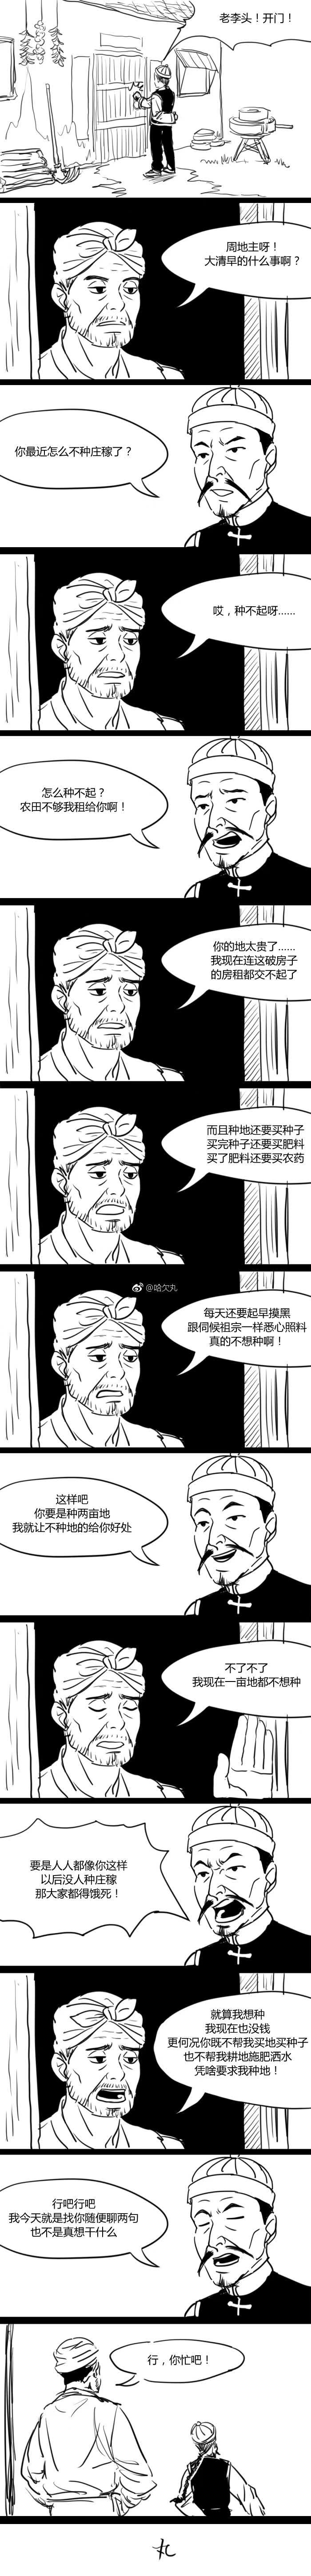 老李头！开门！
周地主呀！
大清早的什么事啊？
你最近怎么不种庄稼了？
哎，种不起呀......
怎么种不起？
农田不够我租给你啊！
你的地太贵了......
我现在连这破房子
的房租都交不起了
而且种地还要买种子
买完种子还要买肥料
买了肥料还要买农药
@哈欠丸
每天还要起早摸黑
跟伺候祖宗一样悉心照料
真的不想种啊！
这样吧
你要是种两亩地
我就让不种地的给你好处
不了不了
我现在一亩地都不想种
要是人人都像你这样
以后没人种庄稼
那大家都得饿死！
就算我想种
我现在也没钱
更何况你既不帮我买地买种子
也不帮我耕地施肥洒水
凭啥要求我种地！
行吧行吧
我今天就是找你随便聊两句
也不是真想干什么
行，你忙吧！
丸